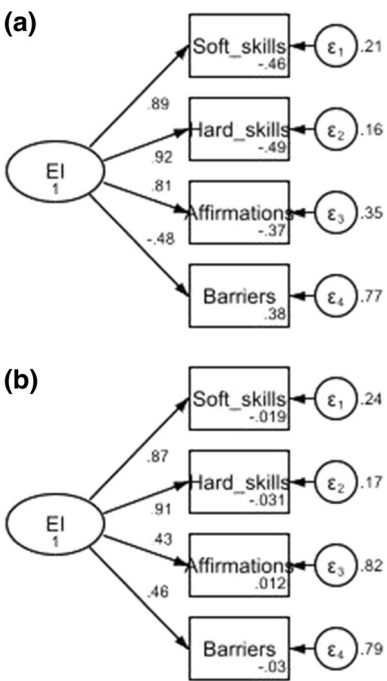 (a)
Soft_skills
-.46
ε1 .21
.89
Hard_skills
-.49
ε2 .16
.92
EI
1
.81
Affirmations
-.37
ε3 .35
-.48
Barriers
.38
ε4 .77
(b)
Soft_skills
-.019
ε1 .24
.87
Hard_skills
-.031
ε2 .17
.91
EI
1
.43
Affirmations
.012
ε3 .82
.46
Barriers
-.03
ε4 .79